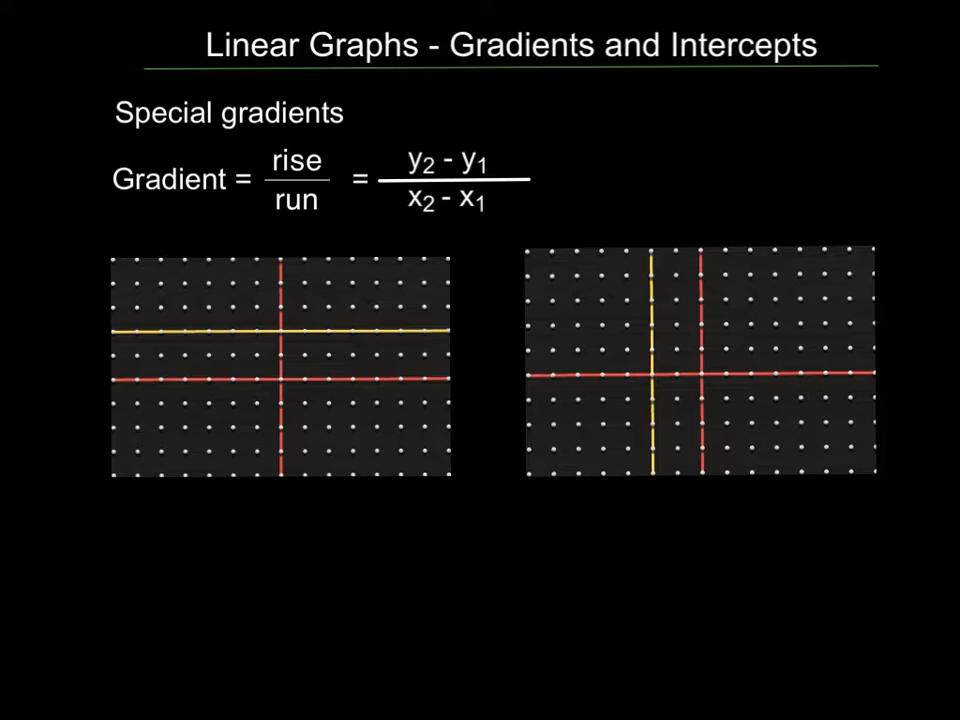 Linear Graphs - Gradients and Intercepts
Special gradients
Gradient = rise / run = y₂ - y₁ / x₂ - x₁